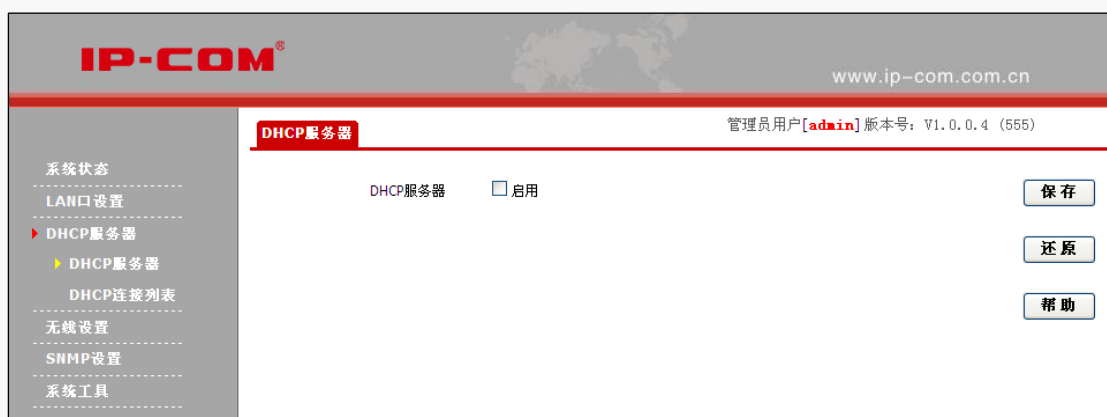 IP-COM®
www.ip-com.com.cn
DHCP服务器
管理员用户[admin]版本号: V1.0.0.4 (555)
系统状态
LAN口设置
DHCP服务器
DHCP服务器
DHCP连接列表
无线设置
SNMP设置
系统工具
DHCP服务器 启用
保存
还原
帮助